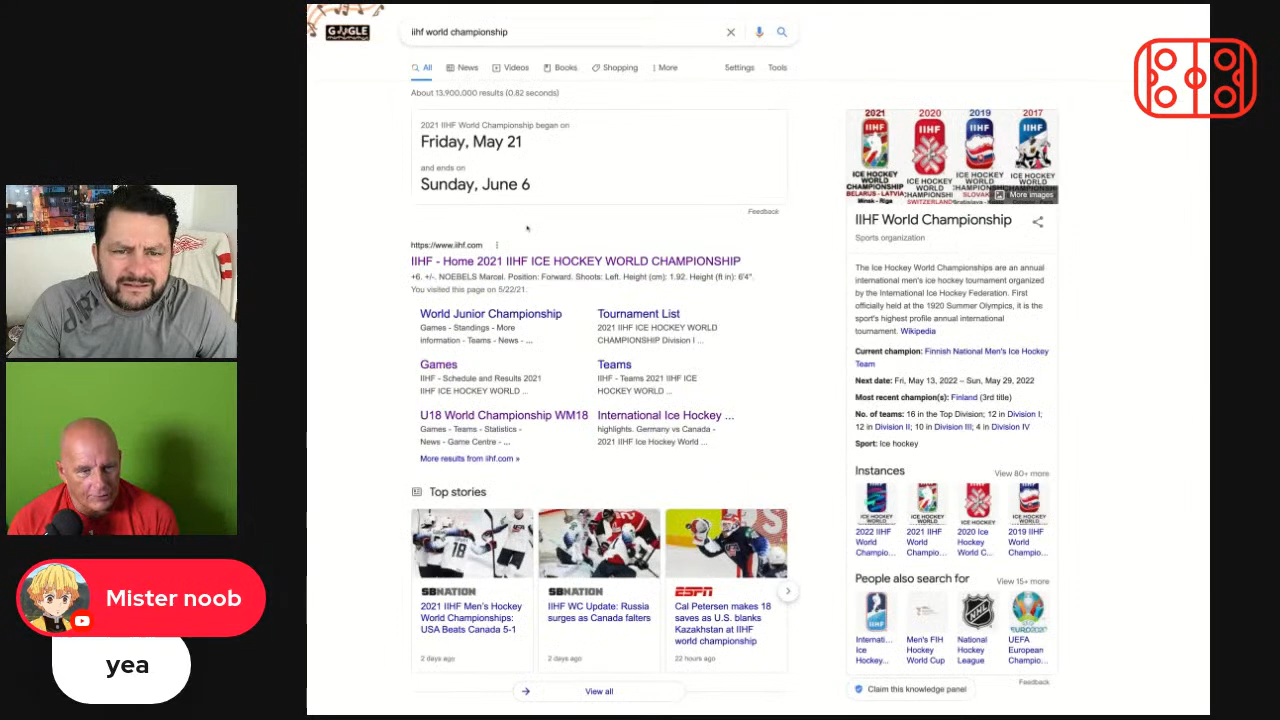 iihf world championship
All
News
Videos
Books
Shopping
More
Settings
Tools
About 13,900,000 results (0.82 seconds)
2021 IIHF World Championship began on
Friday, May 21
and ends on
Sunday, June 6
Feedback
https://www.iihf.com
IIHF - Home 2021 IIHF ICE HOCKEY WORLD CHAMPIONSHIP
+6. +/-. NOEBELS Marcel. Position: Forward. Shoots: Left. Height (cm): 1.92. Height (ft in): 6'4".
You visited this page on 5/22/21.
World Junior Championship
Games - Standings - More
information - Teams - News - ...
Tournament List
2021 IIHF ICE HOCKEY WORLD
CHAMPIONSHIP Division I ...
Games
IIHF - Schedule and Results 2021
IIHF ICE HOCKEY WORLD ...
Teams
IIHF - Teams 2021 IIHF ICE
HOCKEY WORLD ...
U18 World Championship WM18
Games - Teams - Statistics -
News - Game Centre - ...
International Ice Hockey ...
highlights. Germany vs Canada -
2021 IIHF Ice Hockey World ...
More results from iihf.com »
Top stories
SBNATION
2021 IIHF Men's Hockey
World Championships:
USA Beats Canada 5-1
2 days ago
SBNATION
IIHF WC Update: Russia
surges as Canada falters
2 days ago
ESPN
Cal Petersen makes 18
saves as U.S. blanks
Kazakhstan at IIHF
world championship
22 hours ago
View all
2021
2020
2019
2017
IIHF
IIHF
IIHF
IIHF
More images
IIHF World Championship
Sports organization
The Ice Hockey World Championships are an annual
international men's ice hockey tournament organized
by the International Ice Hockey Federation. First
officially held at the 1920 Summer Olympics, it is the
sport's highest profile annual international
tournament. Wikipedia
Current champion: Finnish National Men's Ice Hockey
Team
Next date: Fri, May 13, 2022 – Sun, May 29, 2022
Most recent champion(s): Finland (3rd title)
No. of teams: 16 in the Top Division; 12 in Division I;
12 in Division II; 10 in Division III; 4 in Division IV
Sport: Ice hockey
Instances
View 80+ more
2022 IIHF
World
Champio...
2021 IIHF
World
Champio...
2020 Ice
Hockey
World C...
2019 IIHF
World
Champio...
People also search for
View 15+ more
Internati...
Ice
Hockey...
Men's FIH
Hockey
World Cup
National
Hockey
League
UEFA
European
Champio...
Feedback
Claim this knowledge panel
Mister noob
yea